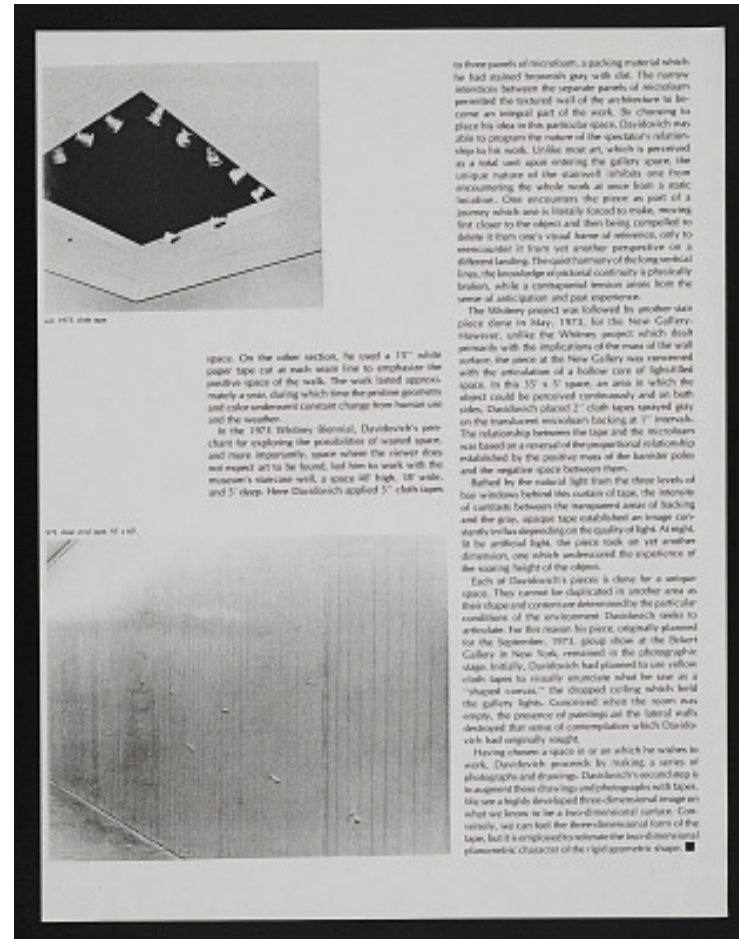 1973, cloth tape.
space. On the other section, he used a 15" white
paper tape cut at each seam line to emphasize the
positive space of the walk. The work lasted approxi-
mately a year, during which time the pristine geometry
and color underwent constant change from human use
and the weather.
In the 1973 Whitney Biennial, Davidovich's pen-
chant for exploring the possibilities of wasted space,
and more importantly, space where the viewer does
not expect art to be found, led him to work with the
museum's staircase well, a space 40' high, 18' wide,
and 5' deep. Here Davidovich applied 3" cloth tapes
vinyl tape,
to three panels of microfoam, a packing material which
he had stained brownish gray with dirt. The narrow
interstices between the separate panels of microfoam
permitted the textured wall of the architecture to be-
come an integral part of the work. By choosing to
place his idea in this particular space, Davidovich was
able to program the nature of the spectator's relation-
ship to his work. Unlike most art, which is perceived
as a total unit upon entering the gallery space, the
unique nature of the stairwell inhibits one from
encountering the whole work at once from a static
location. One encounters the piece as part of a
journey which one is literally forced to make, moving
first closer to the object and then being compelled to
delete it from one's visual frame of reference, only to
reencounter it from yet another perspective on a
different landing. The quiet harmony of the long vertical
lines, the knowledge of pictorial continuity is physically
broken, while a contrapuntal tension arises from the
sense of anticipation and past experience.
The Whitney project was followed by another stair
piece done in May, 1973, for the New Gallery.
However, unlike the Whitney project which dealt
primarily with the implications of the mass of the wall
surface, the piece at the New Gallery was concerned
with the articulation of a hollow core of light-filled
space. In this 35' x 5' space, an area in which the
object could be perceived continuously and on both
sides, Davidovich placed 2" cloth tapes sprayed gray
on the translucent microfoam backing at 1" intervals.
The relationship between the tape and the microfoam
was based on a reversal of the proportional relationship
established by the positive mass of the banister poles
and the negative space between them.
Bathed by the natural light from the three levels of
bay windows behind this curtain of tape, the intensity
of contrasts between the transparent areas of backing
and the gray, opaque tape established an image con-
stantly in flux depending on the quality of light. At night,
lit by artificial light, the piece took on yet another
dimension, one which underscored the experience of
the soaring height of the object.
Each of Davidovich's pieces is done for a unique
space. They cannot be duplicated in another area as
their shape and content are determined by the particular
conditions of the environment Davidovich seeks to
articulate. For this reason his piece, originally planned
for the September, 1973, group show at the Bykert
Gallery in New York, remained in the photographic
stage. Initially, Davidovich had planned to use yellow
cloth tapes to visually enunciate what he saw as a
"shaped canvas," the dropped ceiling which held
the gallery lights. Conceived when the room was
empty, the presence of paintings on the lateral walls
destroyed that sense of contemplation which Davido-
vich had originally sought.
Having chosen a space in or on which he wishes to
work, Davidovich proceeds by making a series of
photographs and drawings. Davidovich's second step is
to augment these drawings and photographs with tapes.
We see a highly developed three-dimensional image on
what we know to be a two-dimensional surface. Con-
versely, we can feel the three-dimensional form of the
tape, but it is employed to reiterate the two-dimensional
planometric character of the rigid geometric shape. ■